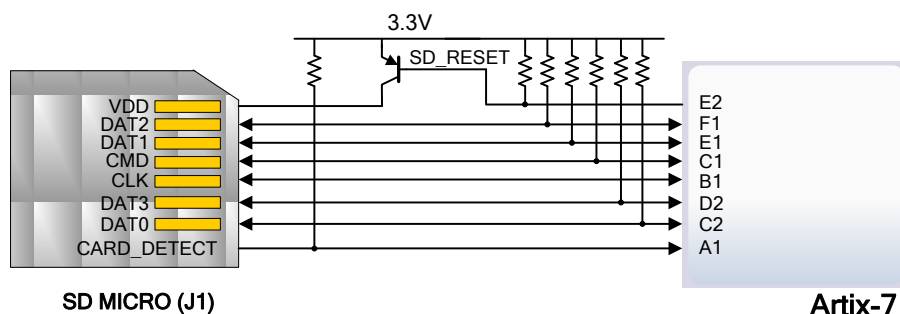 3.3V
SD_RESET
VDD
DAT2
DAT1
CMD
CLK
DAT3
DAT0
CARD_DETECT
E2
F1
E1
C1
B1
D2
C2
A1
SD MICRO (J1)
Artix-7